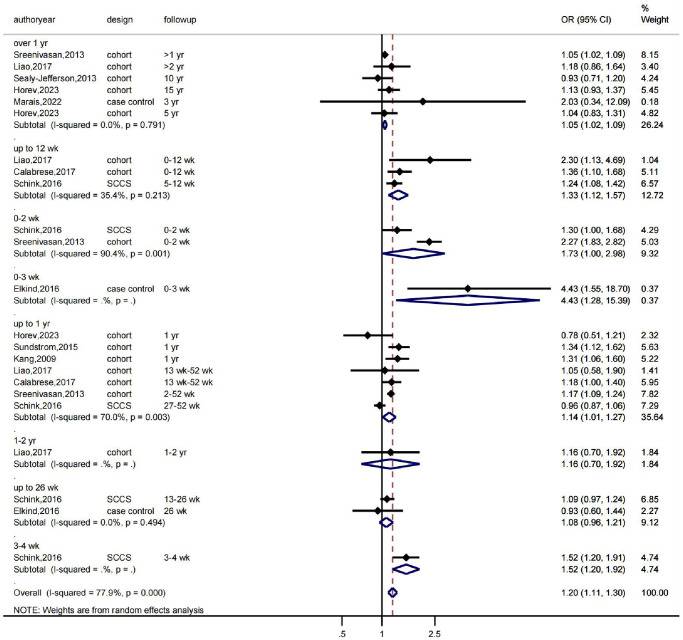 authoryear design followup OR (95% CI) % Weight
over 1 yr
Sreenivasan,2013 cohort >1 yr 1.05 (1.02, 1.09) 8.15
Liao,2017 cohort >2 yr 1.18 (0.86, 1.64) 3.40
Sealy-Jefferson,2013 cohort 10 yr 0.93 (0.71, 1.20) 4.24
Horev,2023 cohort 15 yr 1.13 (0.93, 1.37) 5.45
Marais,2022 case control 3 yr 2.03 (0.34, 12.09) 0.18
Horev,2023 cohort 5 yr 1.04 (0.83, 1.31) 4.82
Subtotal (I-squared = 0.0%, p = 0.791) 1.05 (1.02, 1.09) 26.24
.
up to 12 wk
Liao,2017 cohort 0-12 wk 2.30 (1.13, 4.69) 1.04
Calabrese,2017 cohort 0-12 wk 1.36 (1.10, 1.68) 5.11
Schink,2016 SCCS 5-12 wk 1.24 (1.08, 1.42) 6.57
Subtotal (I-squared = 35.4%, p = 0.213) 1.33 (1.12, 1.57) 12.72
.
0-2 wk
Schink,2016 SCCS 0-2 wk 1.30 (1.00, 1.68) 4.29
Sreenivasan,2013 cohort 0-2 wk 2.27 (1.83, 2.82) 5.03
Subtotal (I-squared = 90.4%, p = 0.001) 1.73 (1.00, 2.98) 9.32
.
0-3 wk
Elkind,2016 case control 0-3 wk 4.43 (1.55, 18.70) 0.37
Subtotal (I-squared = .%, p = .) 4.43 (1.28, 15.39) 0.37
.
up to 1 yr
Horev,2023 cohort 1 yr 0.78 (0.51, 1.21) 2.32
Sundstrom,2015 cohort 1 yr 1.34 (1.12, 1.62) 5.63
Kang,2009 cohort 1 yr 1.31 (1.06, 1.60) 5.22
Liao,2017 cohort 13 wk-52 wk 1.05 (0.58, 1.90) 1.41
Calabrese,2017 cohort 13 wk-52 wk 1.18 (1.00, 1.40) 5.95
Sreenivasan,2013 cohort 2-52 wk 1.17 (1.09, 1.24) 7.82
Schink,2016 SCCS 27-52 wk 0.96 (0.87, 1.06) 7.29
Subtotal (I-squared = 70.0%, p = 0.003) 1.14 (1.01, 1.27) 35.64
.
1-2 yr
Liao,2017 cohort 1-2 yr 1.16 (0.70, 1.92) 1.84
Subtotal (I-squared = .%, p = .) 1.16 (0.70, 1.92) 1.84
.
up to 26 wk
Schink,2016 SCCS 13-26 wk 1.09 (0.97, 1.24) 6.85
Elkind,2016 case control 26 wk 0.93 (0.60, 1.44) 2.27
Subtotal (I-squared = 0.0%, p = 0.494) 1.08 (0.96, 1.21) 9.12
.
3-4 wk
Schink,2016 SCCS 3-4 wk 1.52 (1.20, 1.91) 4.74
Subtotal (I-squared = .%, p = .) 1.52 (1.20, 1.92) 4.74
.
Overall (I-squared = 77.9%, p = 0.000) 1.20 (1.11, 1.30) 100.00
NOTE: Weights are from random effects analysis
.5 1 2.5